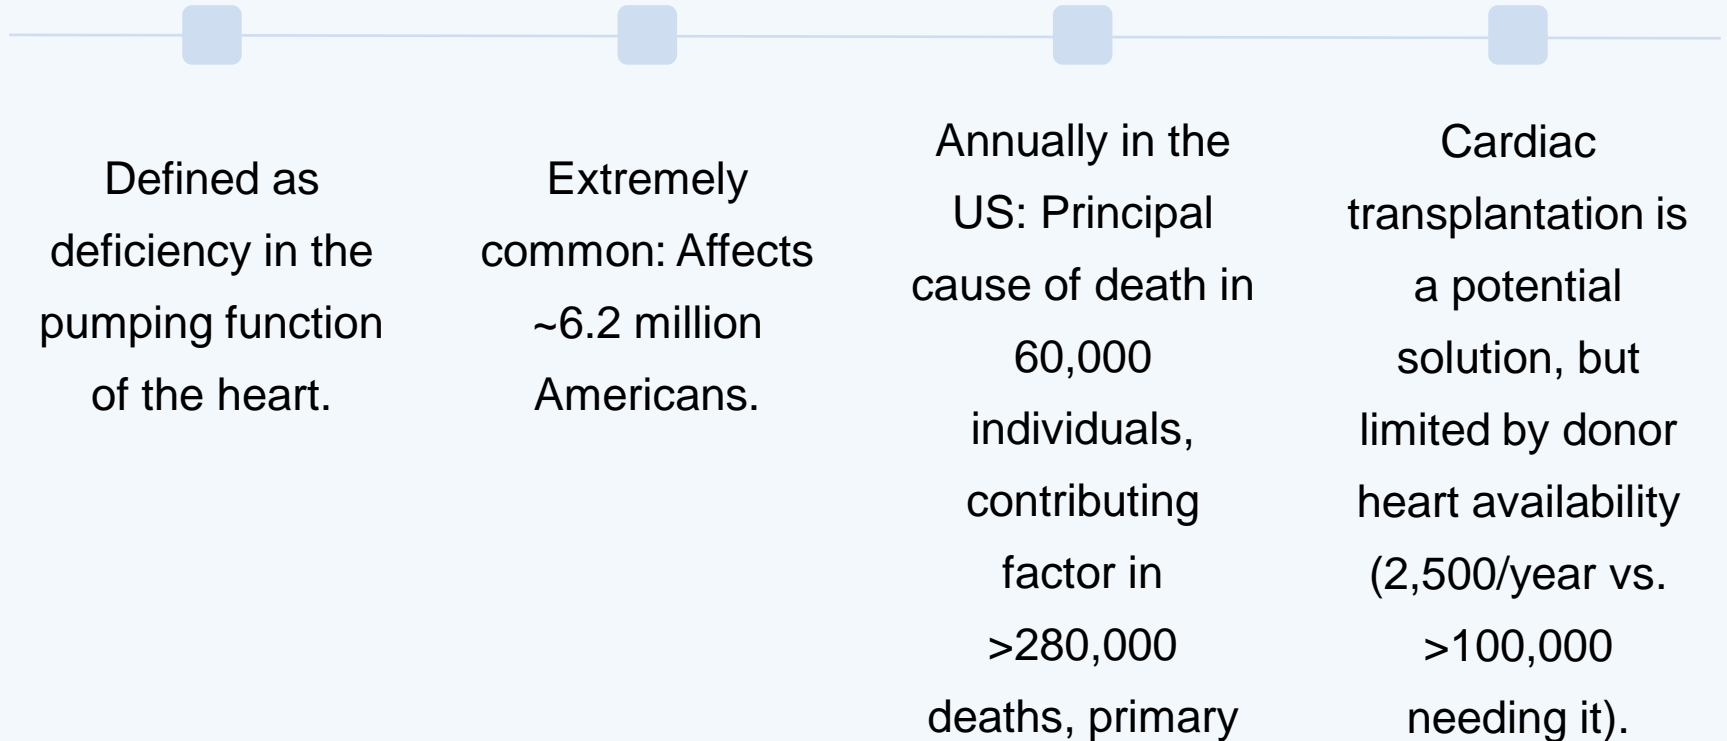 Defined as
deficiency in the
pumping function
of the heart.
Extremely
common: Affects
~6.2 million
Americans.
Annually in the
US: Principal
cause of death in
60,000
individuals,
contributing
factor in
>280,000
deaths, primary
Cardiac
transplantation is
a potential
solution, but
limited by donor
heart availability
(2,500/year vs.
>100,000
needing it).